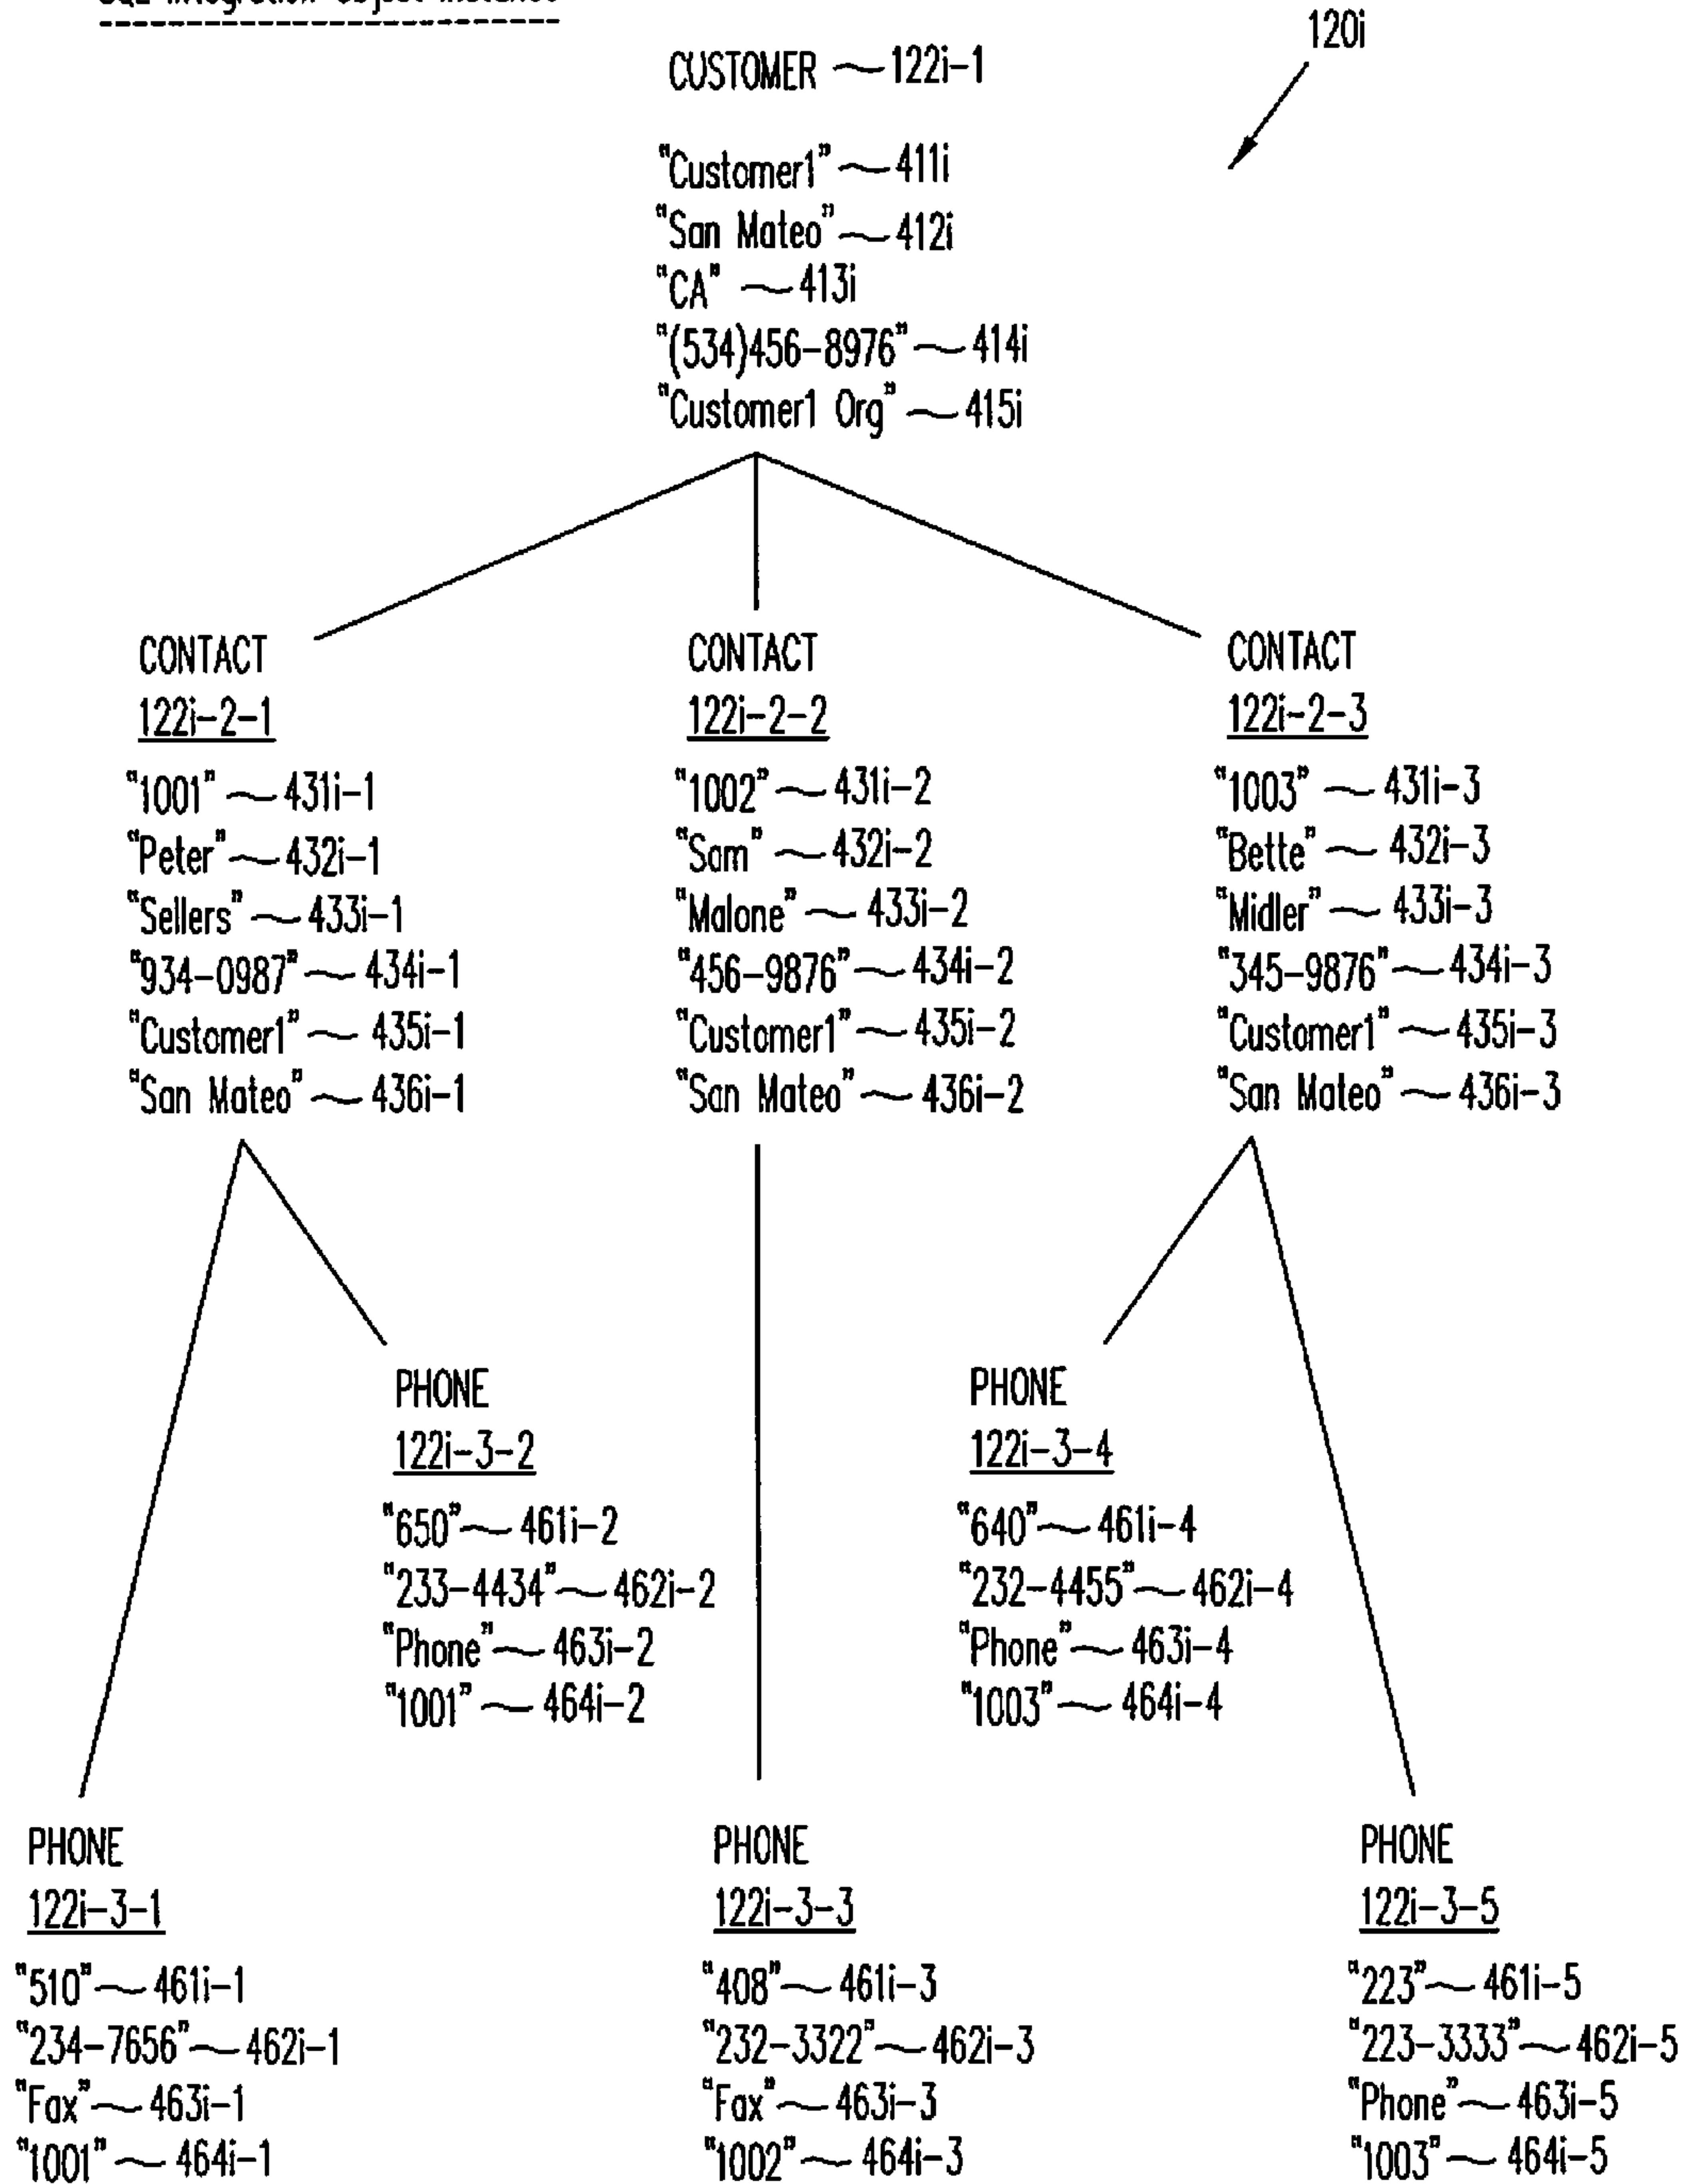 Integration Object Instance
120i
CUSTOMER ~ 122i-1
"Customer1" ~ 411i
"San Mateo" ~ 412i
"CA" ~ 413i
"(534)456-8976" ~ 414i
"Customer1 Org" ~ 415i
CONTACT
122i-2-1
"1001" ~ 431i-1
"Peter" ~ 432i-1
"Sellers" ~ 433i-1
"934-0987" ~ 434i-1
"Customer1" ~ 435i-1
"San Mateo" ~ 436i-1
CONTACT
122i-2-2
"1002" ~ 431i-2
"Sam" ~ 432i-2
"Malone" ~ 433i-2
"456-9876" ~ 434i-2
"Customer1" ~ 435i-2
"San Mateo" ~ 436i-2
CONTACT
122i-2-3
"1003" ~ 431i-3
"Bette" ~ 432i-3
"Midler" ~ 433i-3
"345-9876" ~ 434i-3
"Customer1" ~ 435i-3
"San Mateo" ~ 436i-3
PHONE
122i-3-2
"650" ~ 461i-2
"233-4434" ~ 462i-2
"Phone" ~ 463i-2
"1001" ~ 464i-2
PHONE
122i-3-4
"640" ~ 461i-4
"232-4455" ~ 462i-4
"Phone" ~ 463i-4
"1003" ~ 464i-4
PHONE
122i-3-1
"510" ~ 461i-1
"234-7656" ~ 462i-1
"Fax" ~ 463i-1
"1001" ~ 464i-1
PHONE
122i-3-3
"408" ~ 461i-3
"232-3322" ~ 462i-3
"Fax" ~ 463i-3
"1002" ~ 464i-3
PHONE
122i-3-5
"223" ~ 461i-5
"223-3333" ~ 462i-5
"Phone" ~ 463i-5
"1003" ~ 464i-5